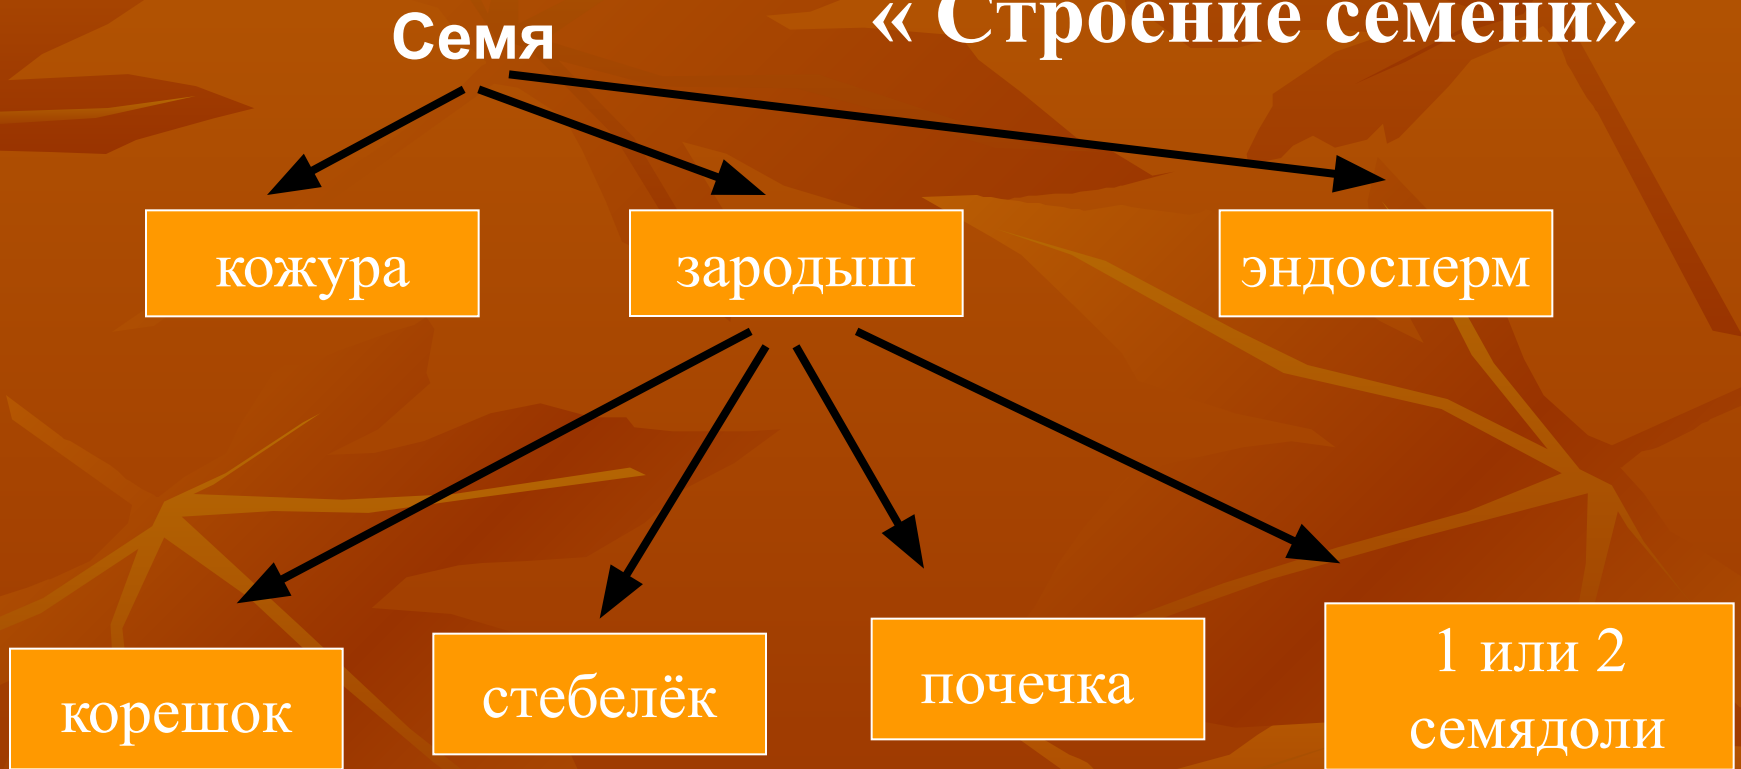 « Строение семени»
Семя
кожура
зародыш
эндосперм
корешок
стебелёк
почечка
1 или 2
семядоли